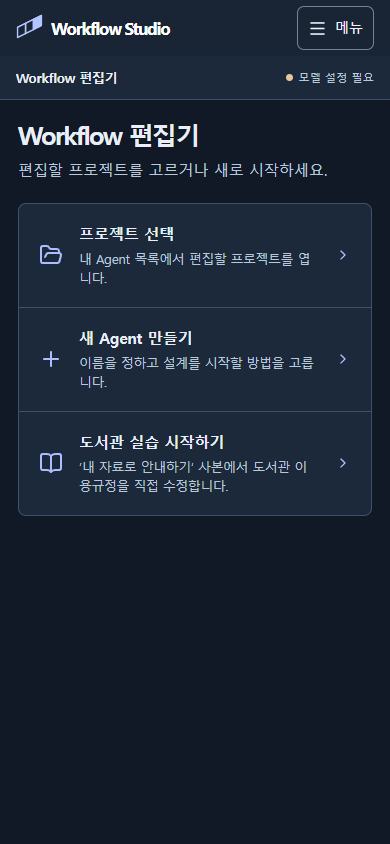 Workflow Studio
메뉴
Workflow 편집기
모델 설정 필요
Workflow 편집기
편집할 프로젝트를 고르거나 새로 시작하세요.
프로젝트 선택
내 Agent 목록에서 편집할 프로젝트를 엽
니다.
새 Agent 만들기
이름을 정하고 설계를 시작할 방법을 고릅
니다.
도서관 실습 시작하기
‘내 자료로 안내하기’ 사본에서 도서관 이
용규정을 직접 수정합니다.